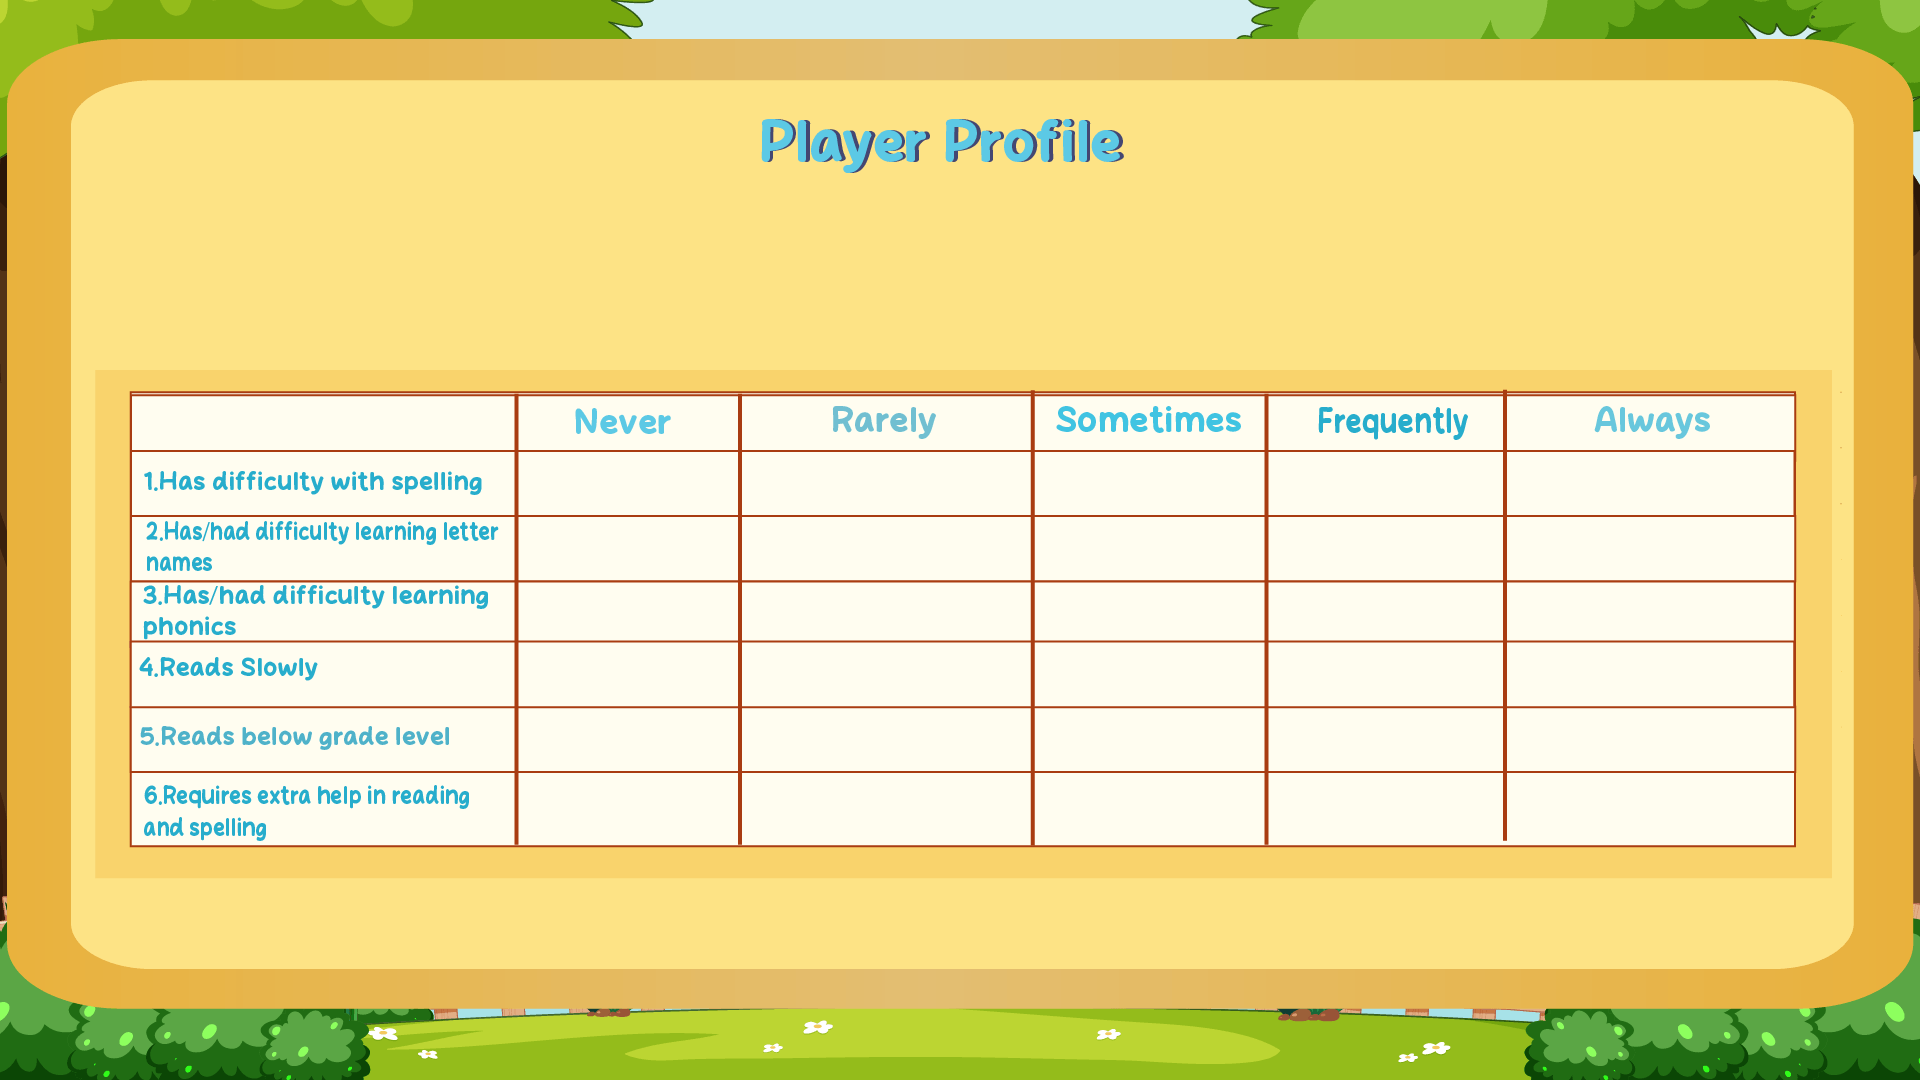 Player Profile
Never Rarely Sometimes Frequently Always
1.Has difficulty with spelling
2.Has/had difficulty learning letter
names
3.Has/had difficulty learning
phonics
4.Reads Slowly
5.Reads below grade level
6.Requires extra help in reading
and spelling